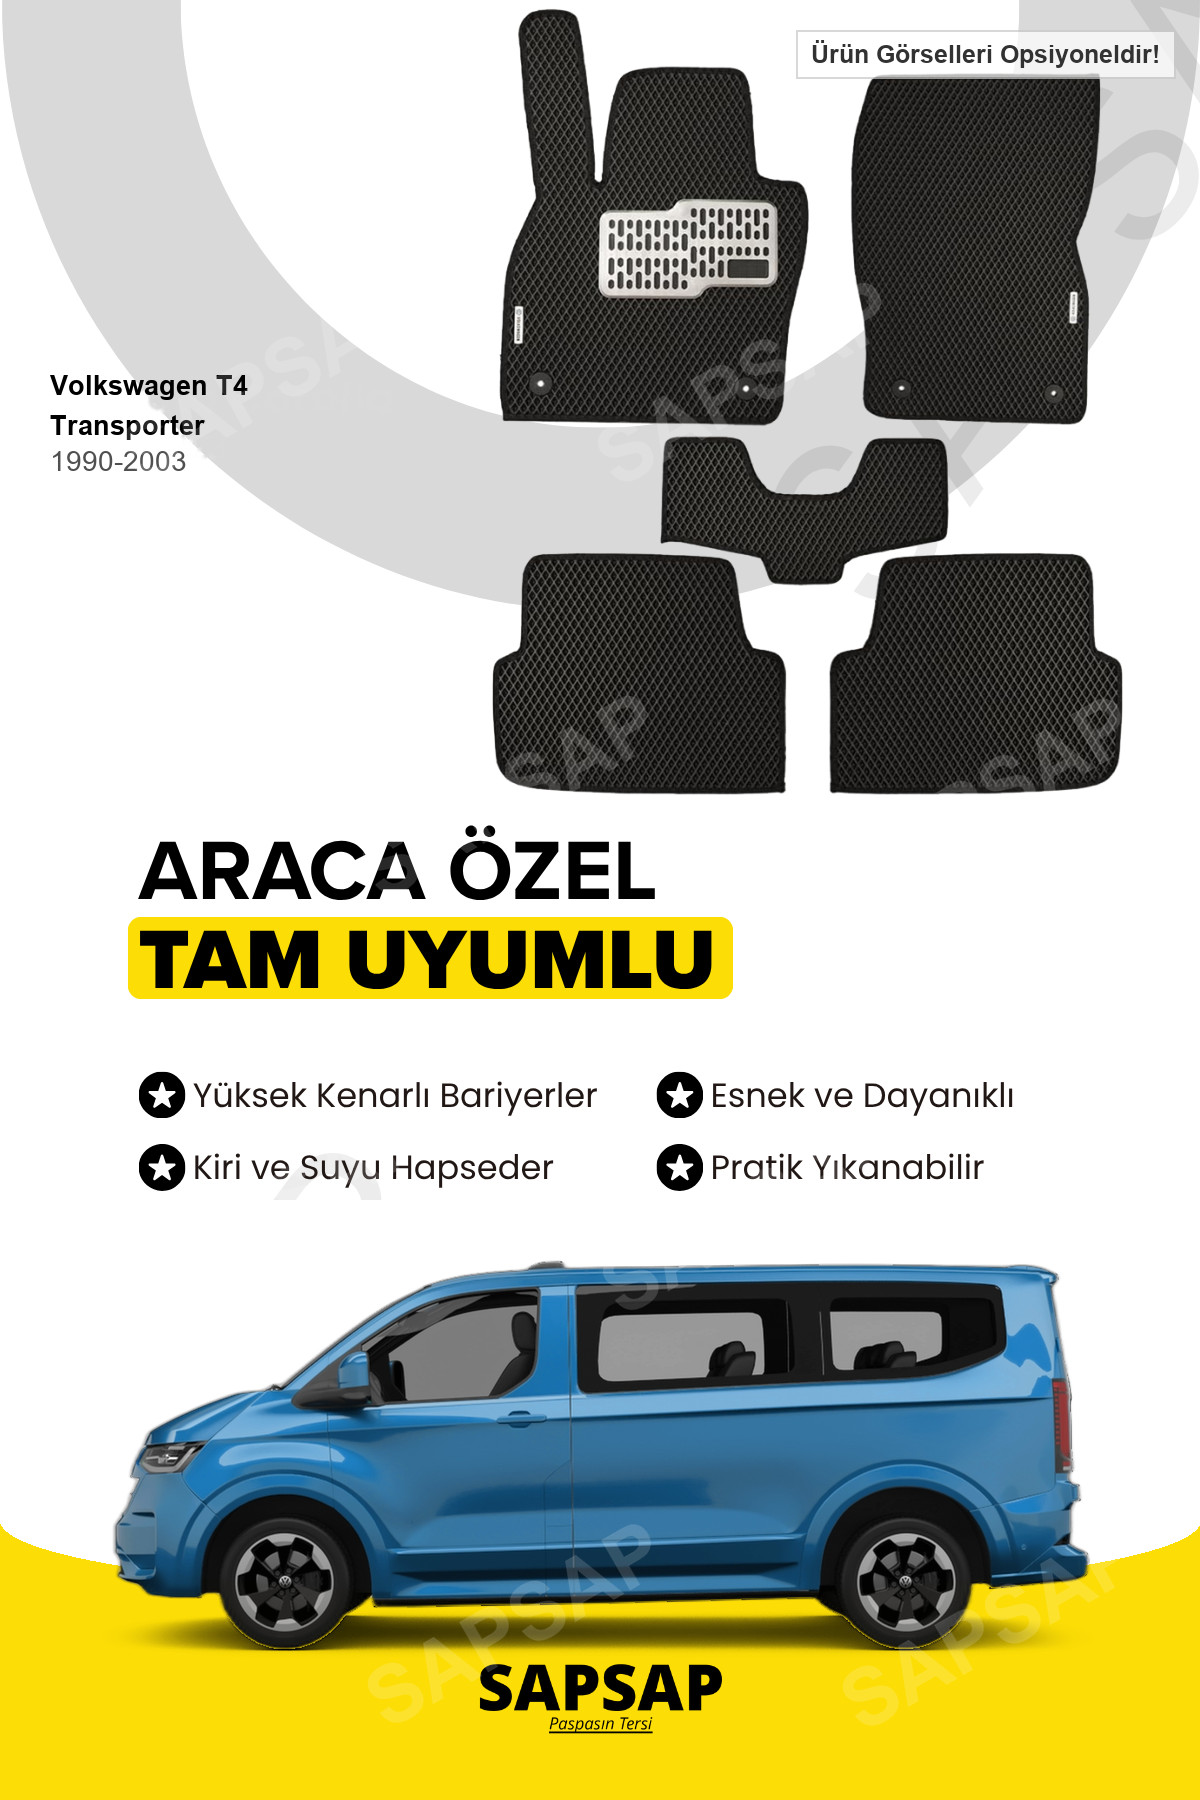 Ürün Görselleri Opsiyoneldir!
Volkswagen T4
Transporter
1990-2003
ARACA ÖZEL
TAM UYUMLU
Yüksek Kenarlı Bariyerler
Esnek ve Dayanıklı
Kiri ve Suyu Hapseder
Pratik Yıkanabilir
SAPSAP
Paspasın Tersi